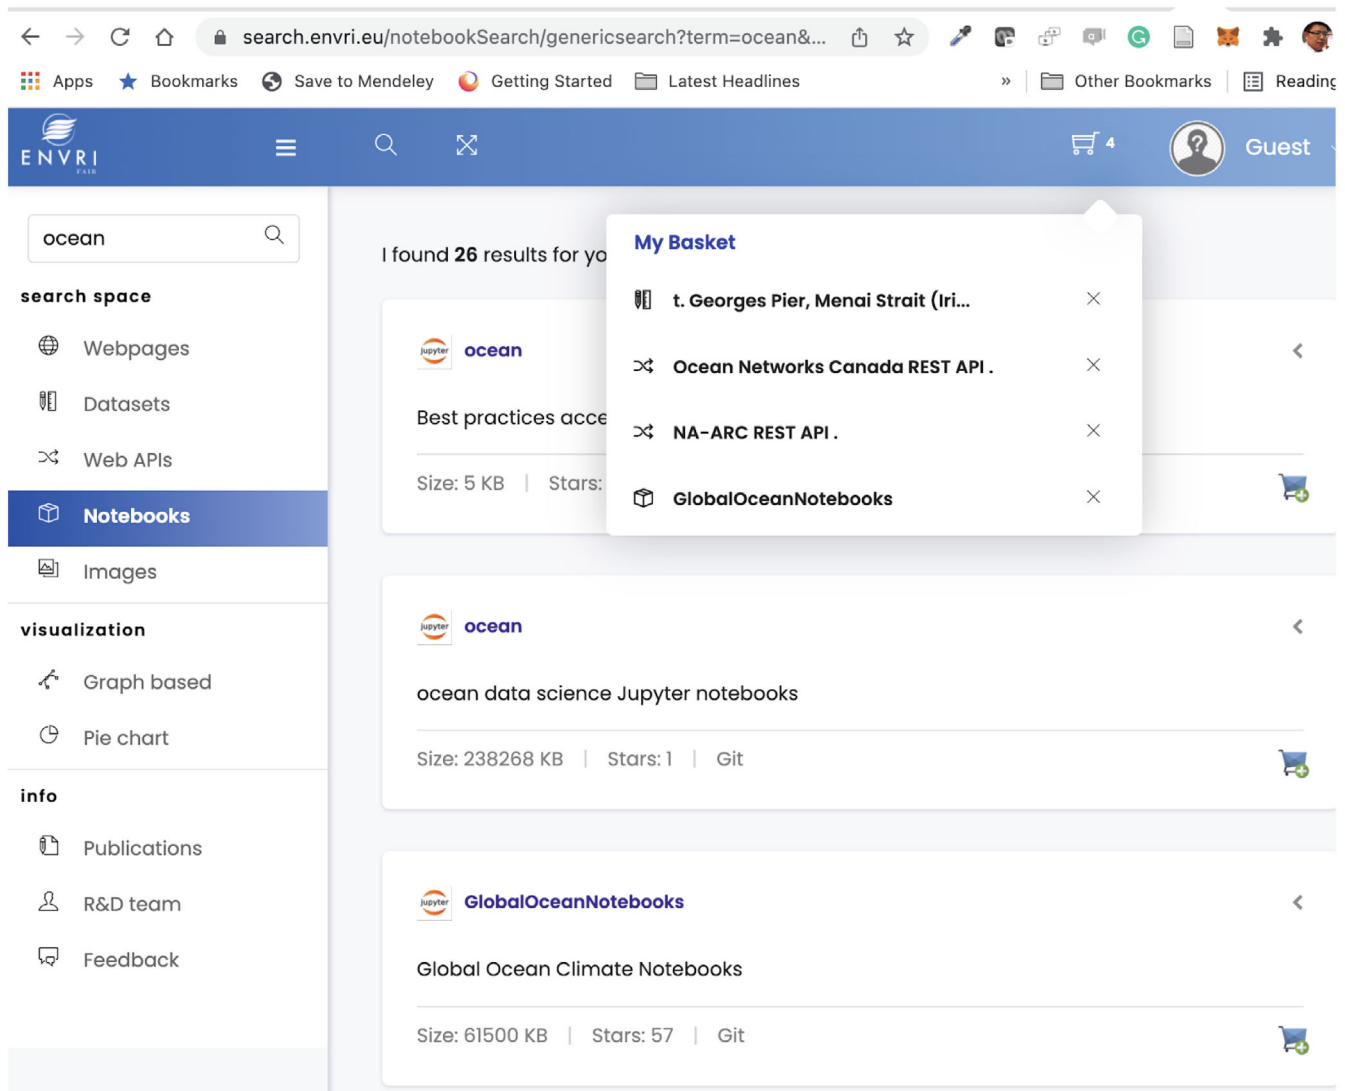 search.envri.eu/notebookSearch/genericsearch?term=ocean&...
Apps Bookmarks Save to Mendeley Getting Started Latest Headlines » Other Bookmarks Reading
ENVRI
FAIR
4
Guest
ocean
search space
Webpages
Datasets
Web APIs
Notebooks
Images
visualization
Graph based
Pie chart
info
Publications
R&D team
Feedback
I found 26 results for yo
My Basket
t. Georges Pier, Menai Strait (Iri...
Ocean Networks Canada REST API .
NA-ARC REST API .
GlobalOceanNotebooks
jupyter ocean
Best practices acce
Size: 5 KB | Stars:
jupyter ocean
ocean data science Jupyter notebooks
Size: 238268 KB | Stars: 1 | Git
jupyter GlobalOceanNotebooks
Global Ocean Climate Notebooks
Size: 61500 KB | Stars: 57 | Git